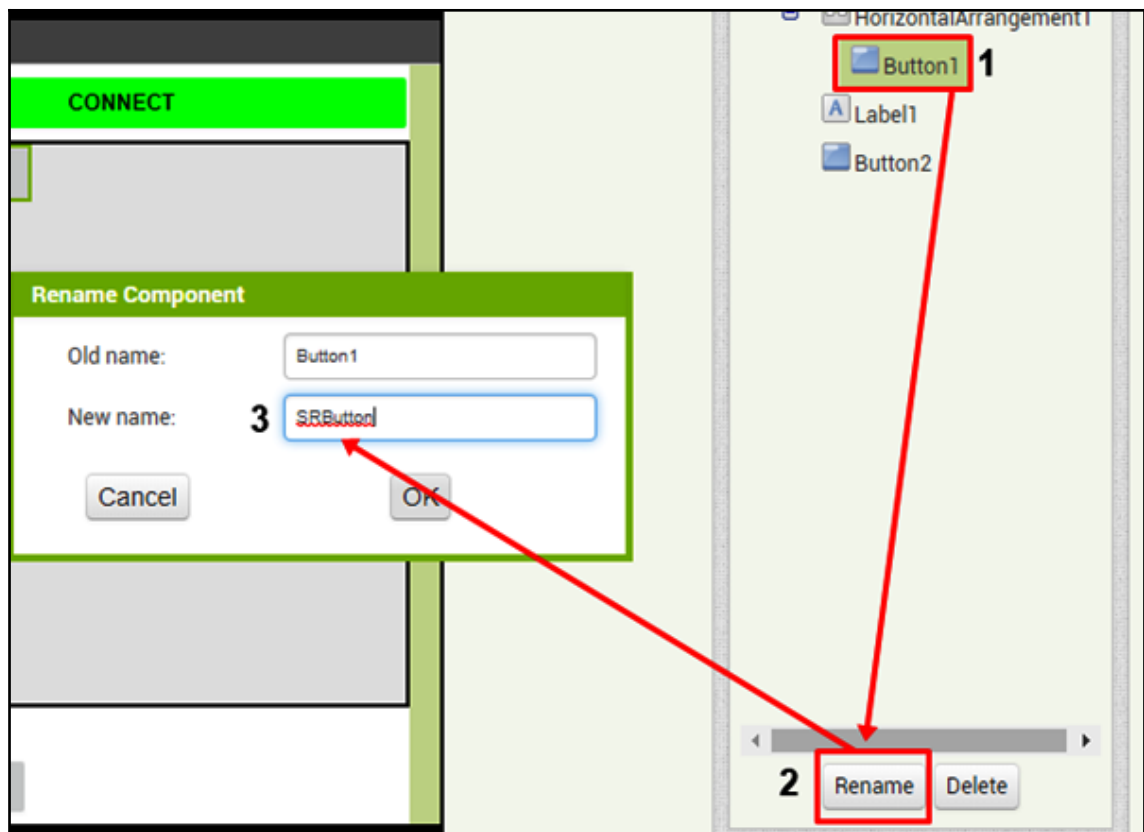 HorizontalArrangement1
Button1 1
CONNECT
Label1
Button2
Rename Component
Old name: Button1
New name: 3 SRButton
Cancel OK
2 Rename Delete